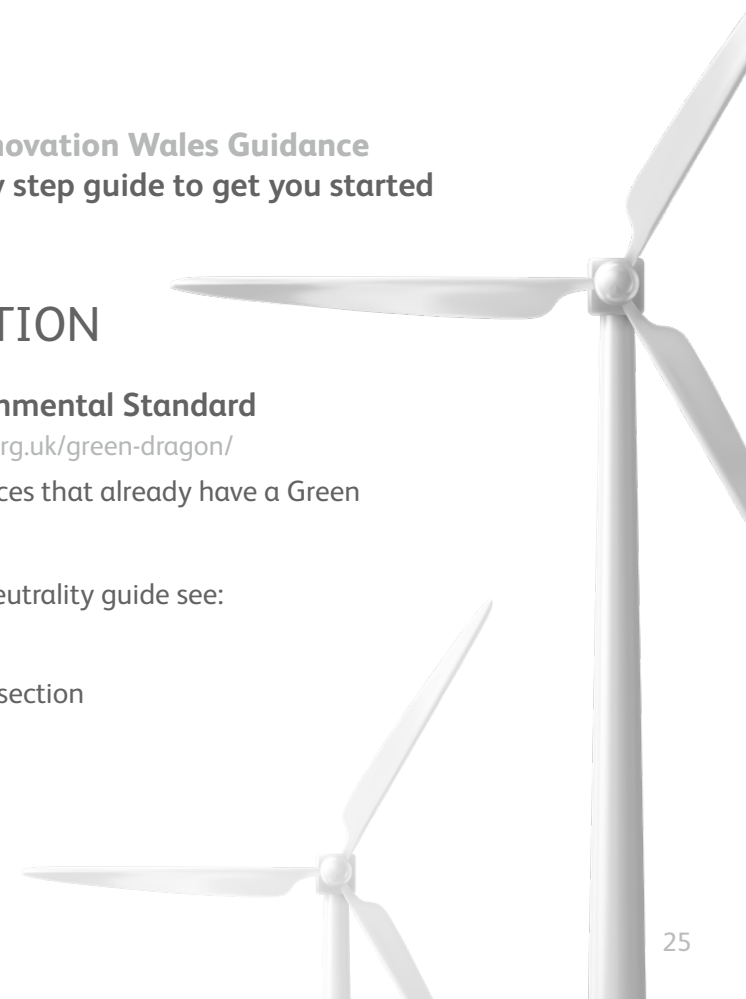 novation Wales Guidance
y step guide to get you started
TION
nmental Standard
rg.uk/green-dragon/
ces that already have a Green
eutrality guide see:
section
25